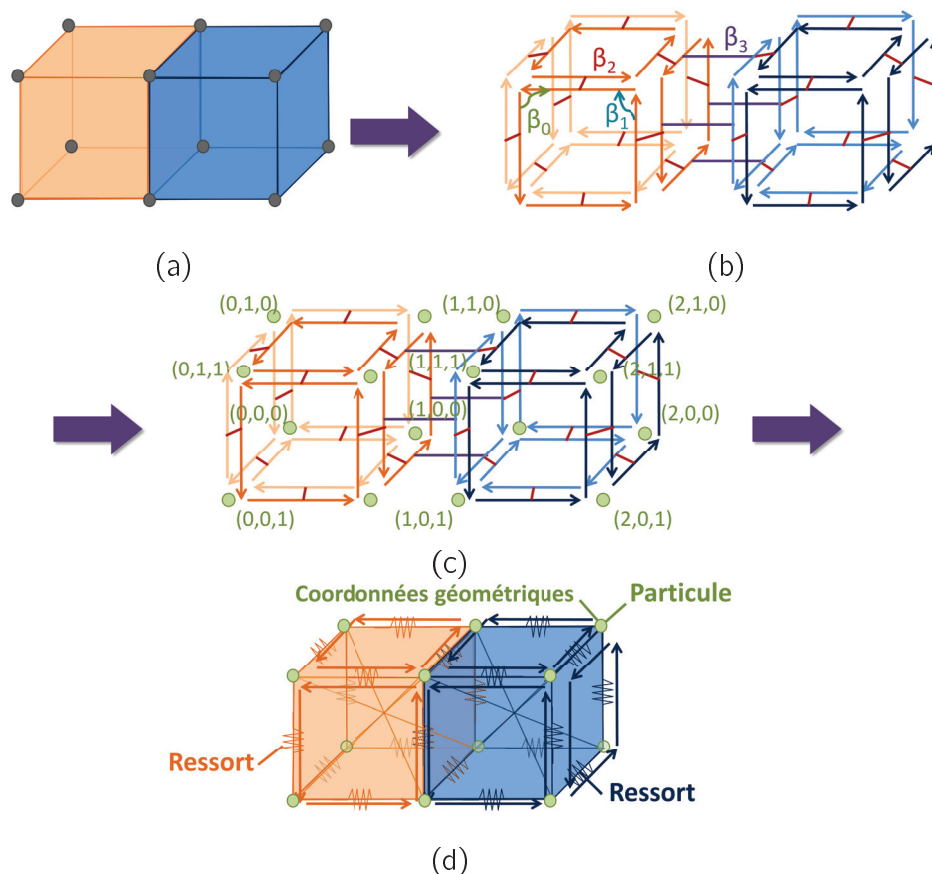 β₂
β₃
β₀
β₁
(a)
(b)
(0,1,0)
(1,1,0)
(2,1,0)
(0,1,1)
(1,1,1)
(2,1,1)
(0,0,0)
(1,0,0)
(2,0,0)
(0,0,1)
(1,0,1)
(2,0,1)
(c)
Coordonnées géométriques
Particule
Ressort
Ressort
(d)